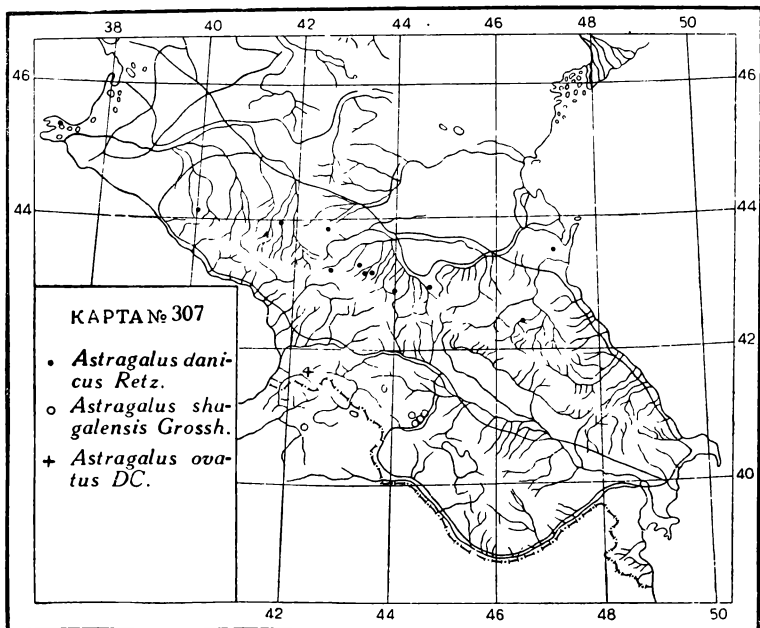 38 40 42 44 46 48 50
46 46
44 44
42 42
40 40
КАРТА № 307
• Astragalus dani-
cus Retz.
○ Astragalus shu-
galensis Grossh.
+ Astragalus ova-
tus DC.
42 44 46 48 50